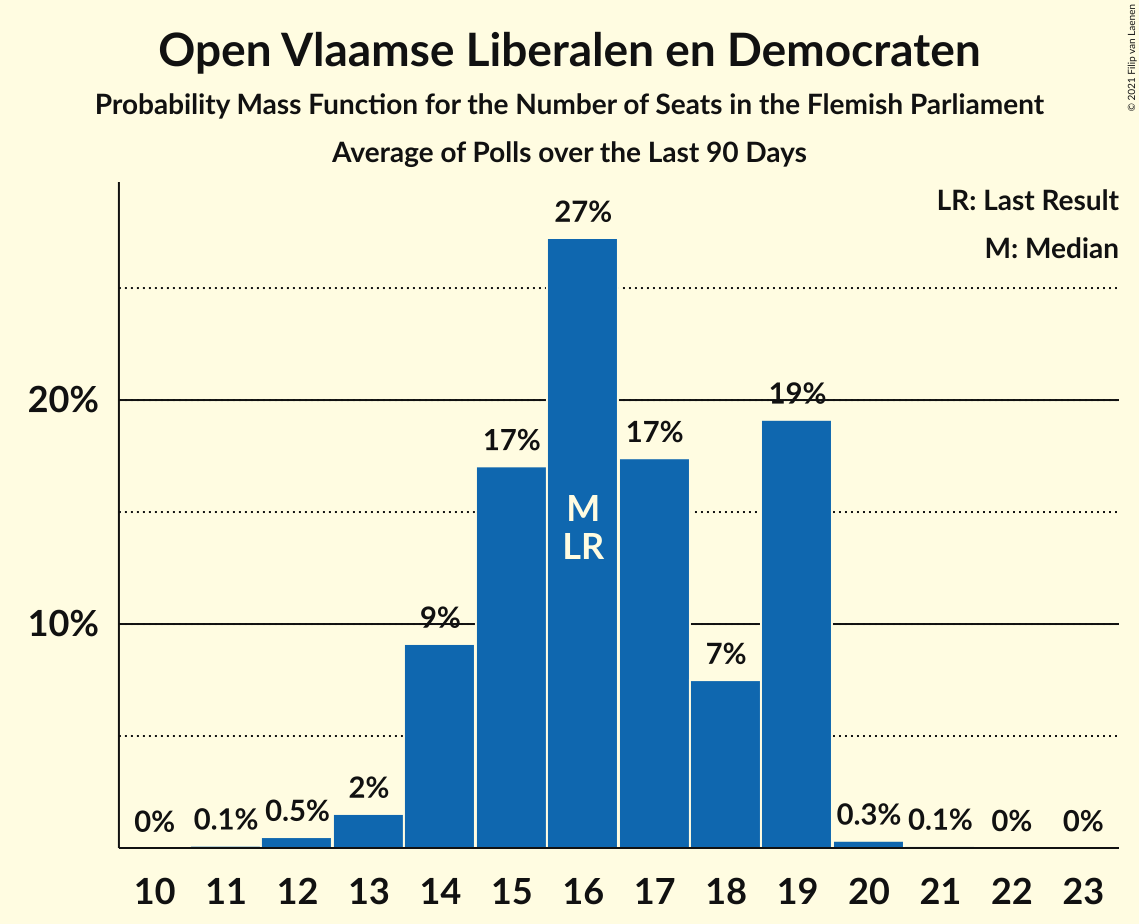 Open Vlaamse Liberalen en Democraten
Probability Mass Function for the Number of Seats in the Flemish Parliament
Average of Polls over the Last 90 Days
© 2021 Filip van Laenen
LR: Last Result
M: Median
27%
20%
19%
17%
17%
M
LR
10%
9%
7%
2%
0%
0.1%
0.5%
0.3%
0.1%
0%
0%
10 11 12 13 14 15 16 17 18 19 20 21 22 23